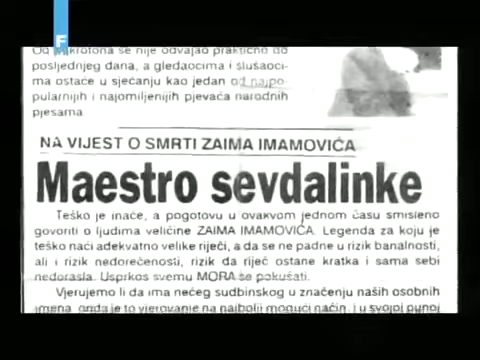 F
Od mikrofona se nije odvajao praktično do
posljednjeg dana, a gledaocima i slušaoci-
ma ostaće u sjećanju kao jedan od najpo-
pularnijih i najomiljenijih pjevača narodnih
pjesama.
NA VIJEST O SMRTI ZAIMA IMAMOVIĆA
Maestro sevdalinke
Teško je inače, a pogotovu u ovakvom jednom času smisleno
govoriti o ljudima veličine ZAIMA IMAMOVIĆA. Legenda za koju je
teško naći adekvatno velike riječi, a da se ne padne u rizik banalnosti,
ali i rizik nedorečenosti, rizik da riječ ostane kratka i sama sebi
nedorasla. Usprkos svemu MORA se pokušati.
Vjerujemo li da ima nečeg sudbinskog u značenju naših osobnih
imena, onda je to vjerovanje na najbolji mogući način, i u svojoj punoj